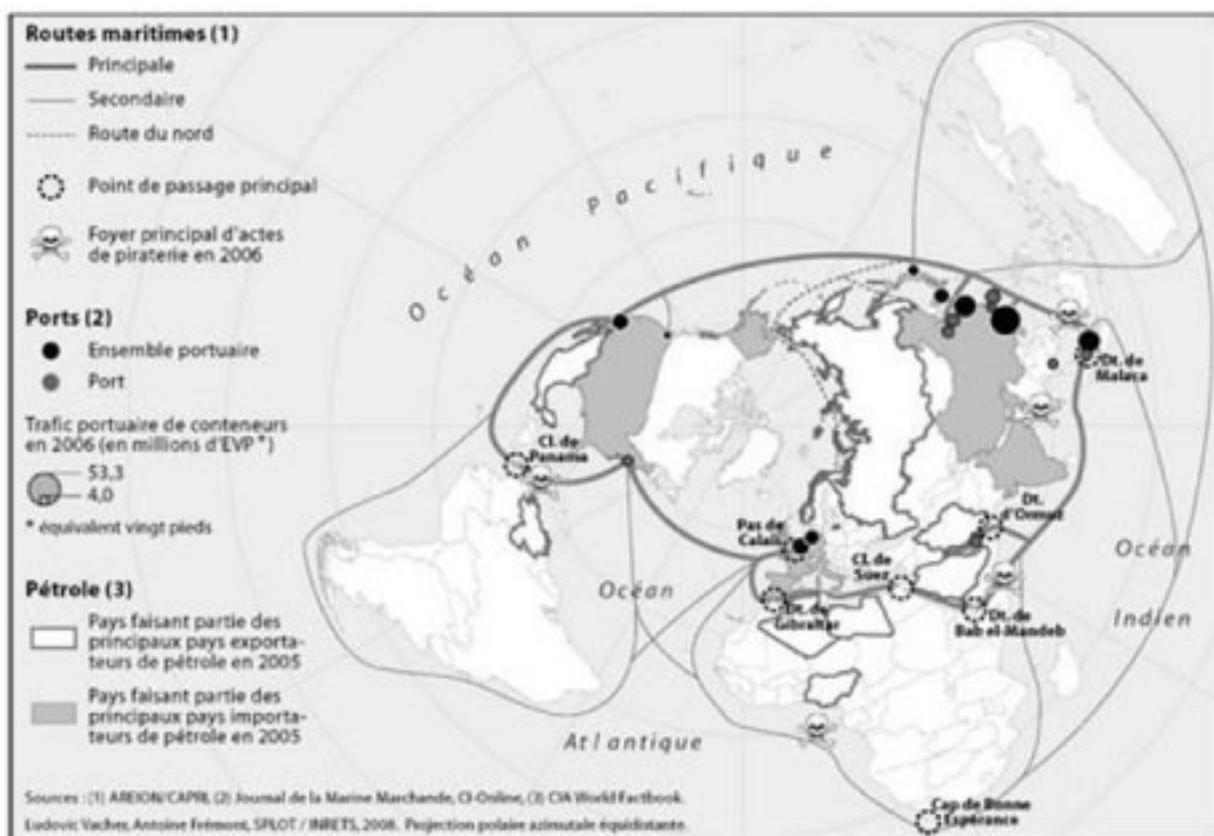 Routes maritimes (1)
Principale
Secondaire
Route du nord
Point de passage principal
Foyer principal d'actes
de piraterie en 2006
Ports (2)
Ensemble portuaire
Port
Trafic portuaire de conteneurs
en 2006 (en millions d'EVP*)
53,3
4,0
* équivalent vingt pieds
Pétrole (3)
Pays faisant partie des
principaux pays exporta-
teurs de pétrole en 2005
Pays faisant partie des
principaux pays importa-
teurs de pétrole en 2005
Océan Pacifique
Dt. de
Malaca
Cl. de
Panama
Dt.
d'Ormuz
Pas de
Calais
Cl. de
Suez
Océan
Indien
Océan
Atlantique
Dt. de
Gibraltar
Dt. de
Bab el-Mandeb
Cap de Bonne
Espérance
Sources : (1) AREION/CAPRI, (2) Journal de la Marine Marchande, CI-Online, (3) CIA World Factbook.
Ludovic Vacher, Antoine Frémont, SPLOT / INRETS, 2008. Projection polaire azimutale équidistante.